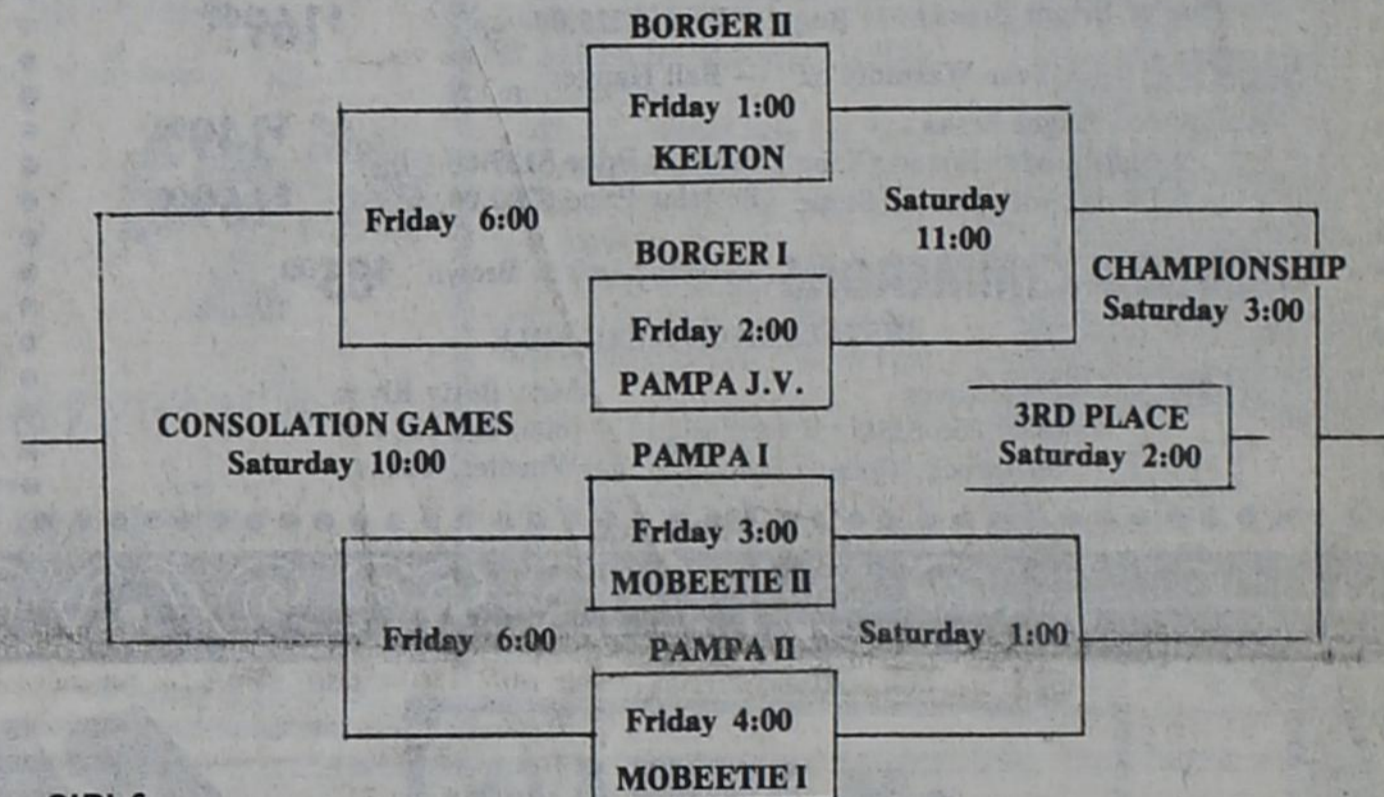 BORGER II
Friday 1:00
KELTON
Friday 6:00
Saturday
11:00
BORGER I
Friday 2:00
PAMPA J.V.
CHAMPIONSHIP
Saturday 3:00
CONSOLATION GAMES
Saturday 10:00
3RD PLACE
Saturday 2:00
PAMPA I
Friday 3:00
MOBEETIE II
Friday 6:00
Saturday 1:00
PAMPA II
Friday 4:00
MOBEETIE I